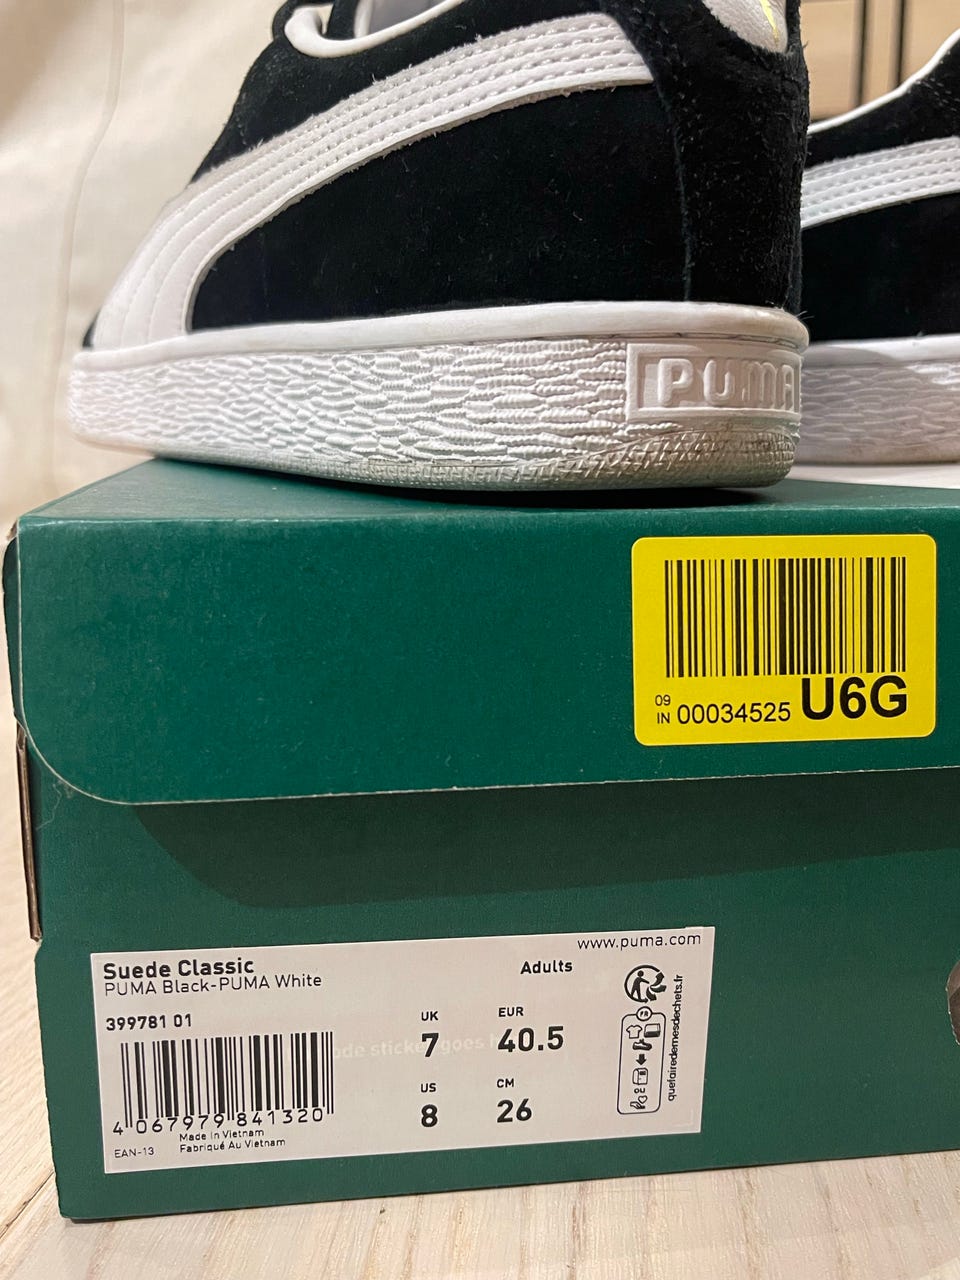 PUMA
09
IN 00034525 U6G
www.puma.com
Suede Classic
PUMA Black-PUMA White
Adults
399781 01
UK
7
EUR
40.5
US
8
CM
26
4 067979 841320
EAN-13
Made in Vietnam
Fabriqué Au Vietnam
FR
OU
quefairedemesdechets.fr